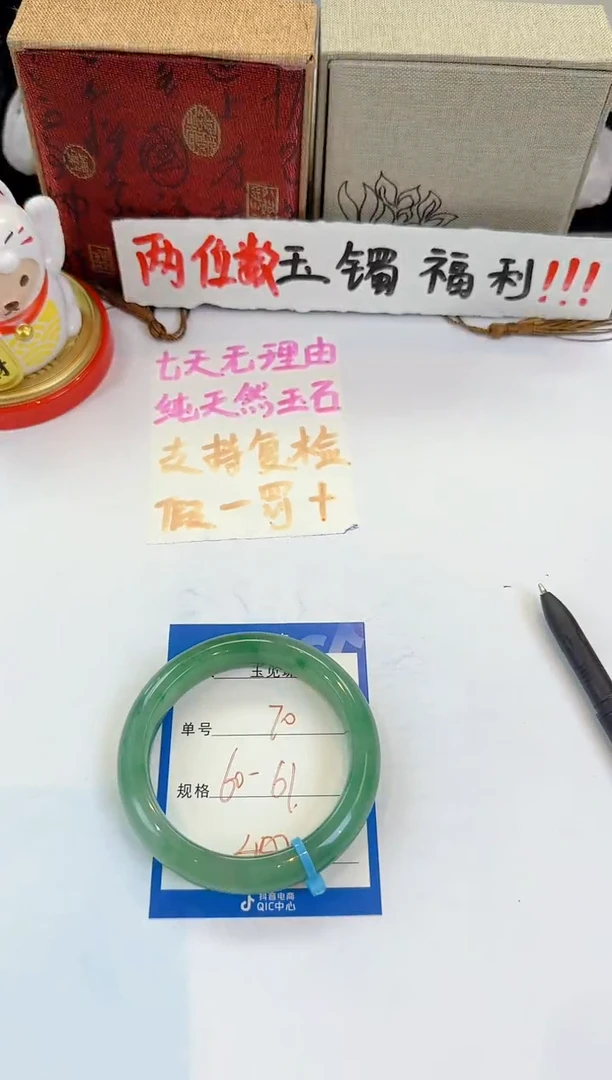 两位数玉镯福利!!!
七天无理由
纯天然玉石
支持复检
假一罚十
单号 70
规格 60-61
抖音电商
QIC中心